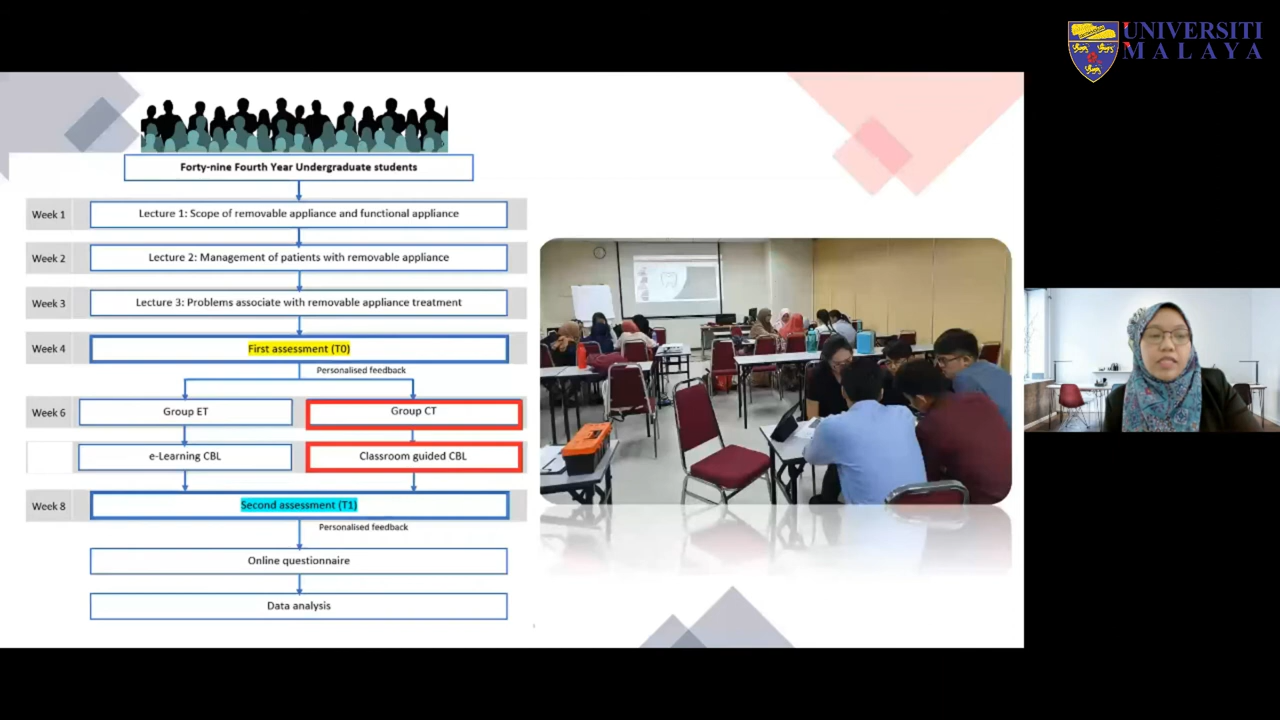 UNIVERSITI
MALAYA
Forty-nine Fourth Year Undergraduate students
Week 1
Lecture 1: Scope of removable appliance and functional appliance
Week 2
Lecture 2: Management of patients with removable appliance
Week 3
Lecture 3: Problems associate with removable appliance treatment
Week 4
First assessment (T0)
Personalised feedback
Week 6
Group ET
Group CT
e-Learning CBL
Classroom guided CBL
Week 8
Second assessment (T1)
Personalised feedback
Online questionnaire
Data analysis